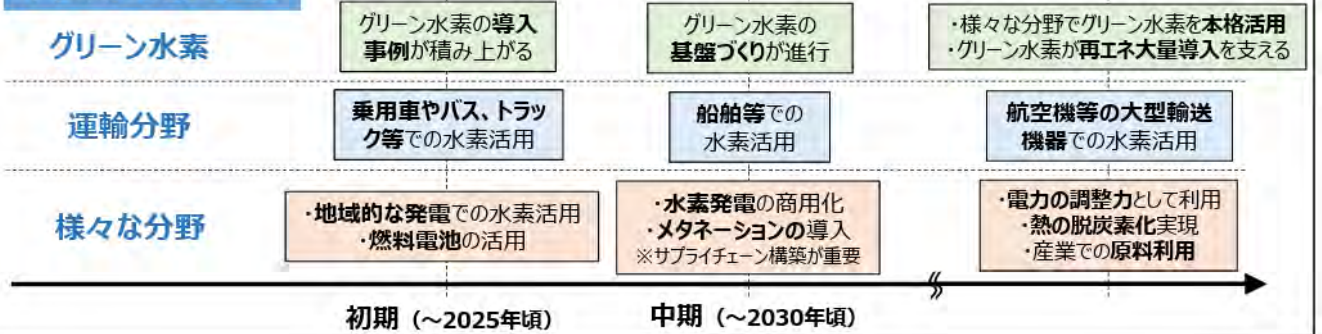 グリーン水素
グリーン水素の導入
事例が積み上がる
グリーン水素の
基盤づくりが進行
・様々な分野でグリーン水素を本格活用
・グリーン水素が再エネ大量導入を支える
運輸分野
乗用車やバス、トラッ
ク等での水素活用
船舶等での
水素活用
航空機等の大型輸送
機器での水素活用
様々な分野
・地域的な発電での水素活用
・燃料電池の活用
・水素発電の商用化
・メタネーションの導入
※サプライチェーン構築が重要
・電力の調整力として利用
・熱の脱炭素化実現
・産業での原料利用
初期（～2025年頃）
中期（～2030年頃）